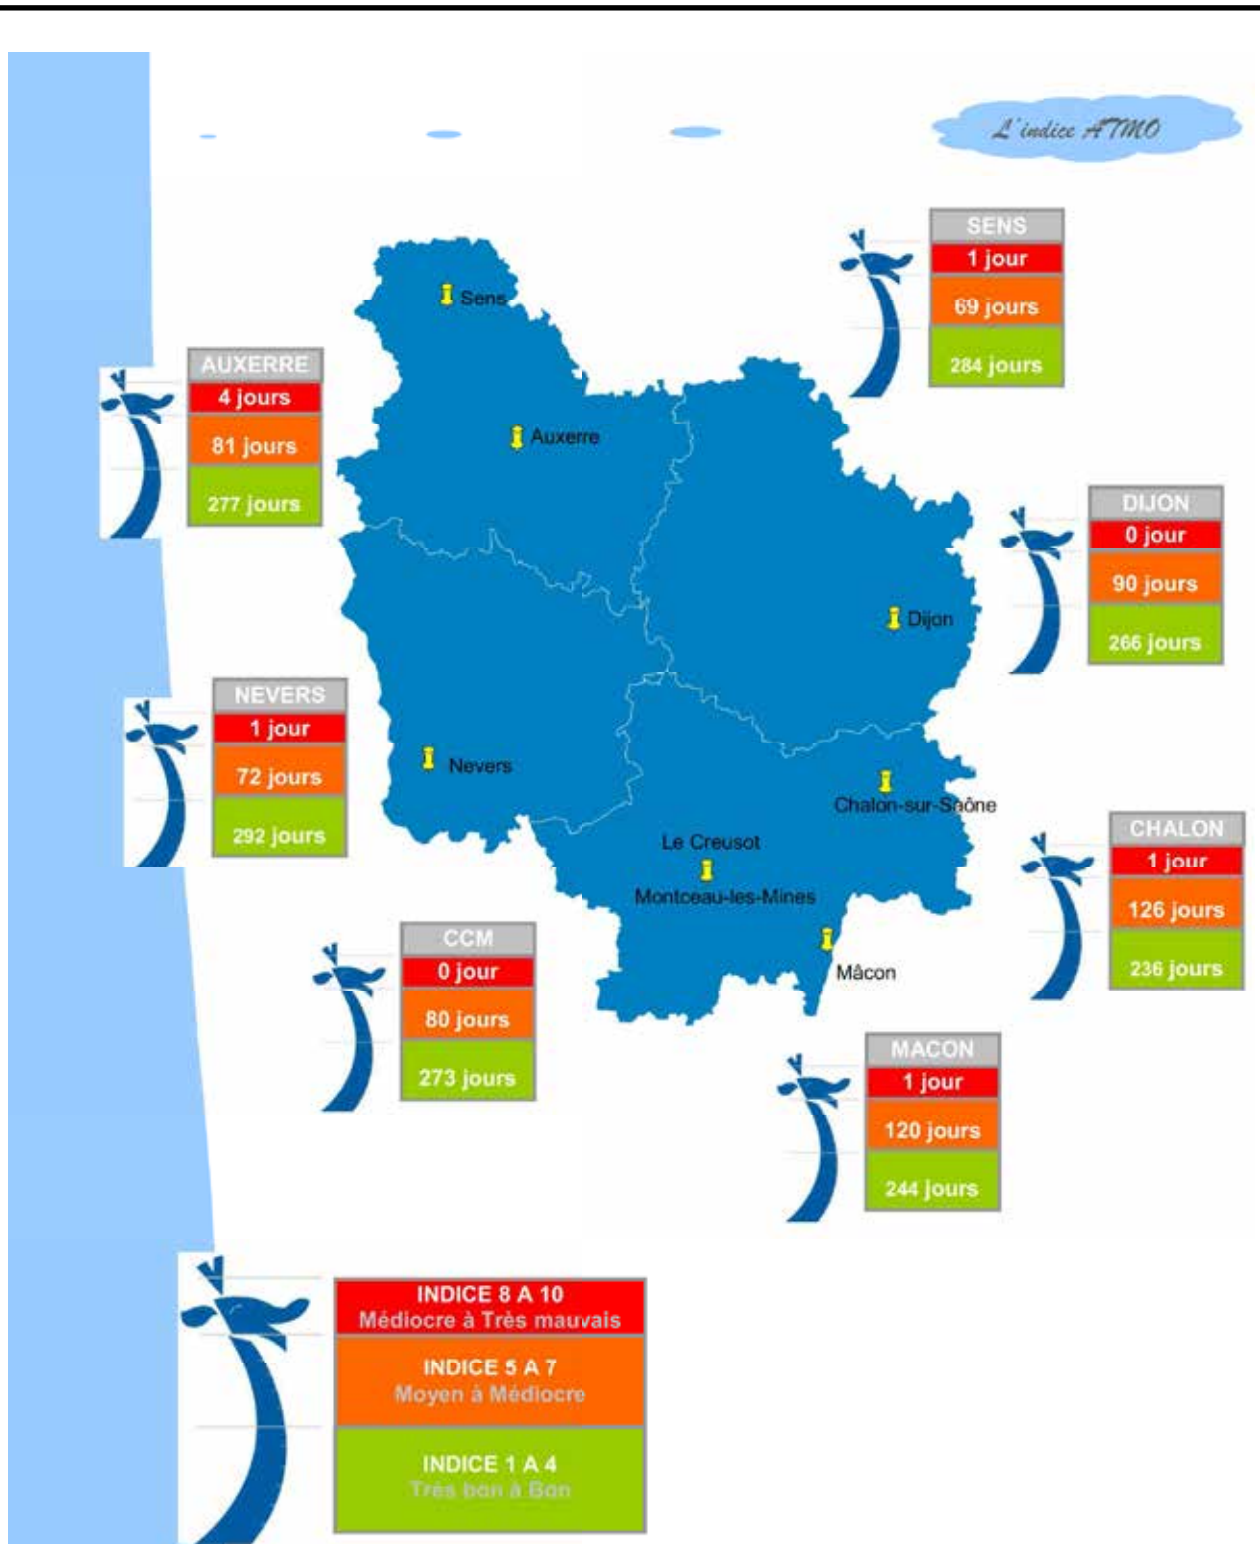 L'indice ATMO
SENS
1 jour
69 jours
284 jours
Sens
AUXERRE
4 jours
81 jours
277 jours
Auxerre
DIJON
0 jour
90 jours
266 jours
Dijon
NEVERS
1 jour
72 jours
292 jours
Nevers
Chalon-sur-Saône
CHALON
1 jour
126 jours
236 jours
Le Creusot
Montceau-les-Mines
Mâcon
CCM
0 jour
80 jours
273 jours
MACON
1 jour
120 jours
244 jours
INDICE 8 A 10
Médiocre à Très mauvais
INDICE 5 A 7
Moyen à Médiocre
INDICE 1 A 4
Très bon à Bon